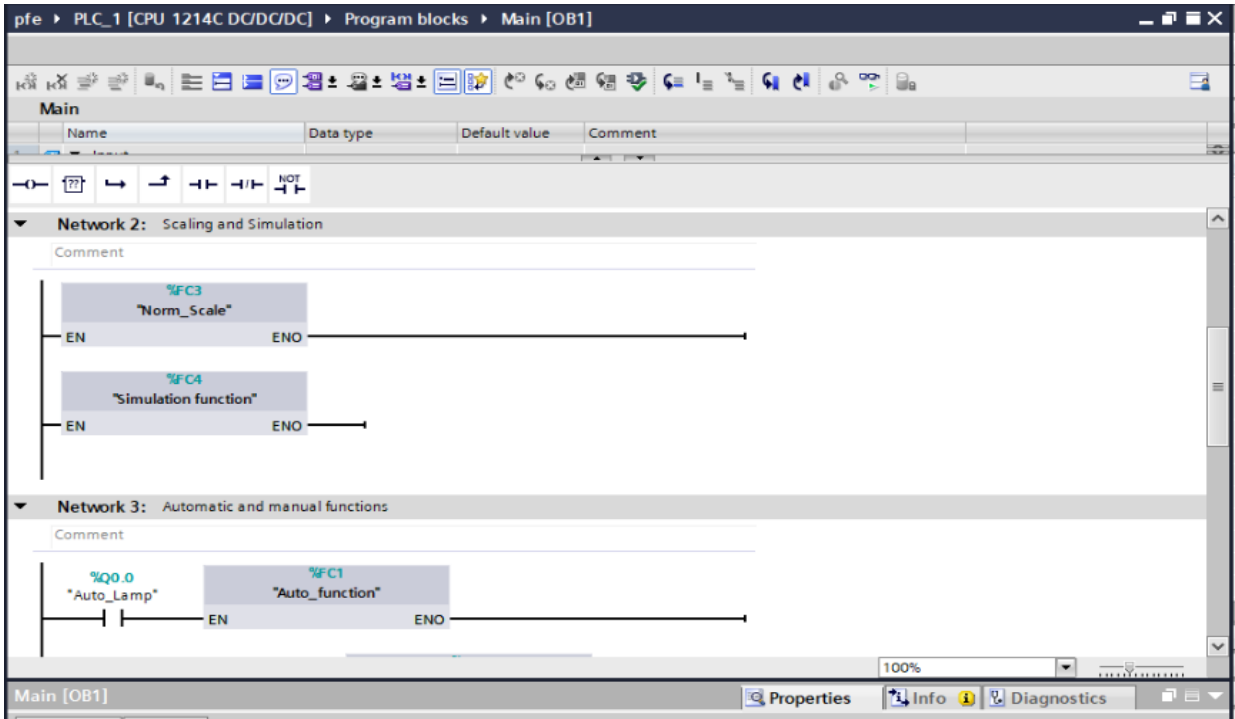 pfe ▸ PLC_1 [CPU 1214C DC/DC/DC] ▸ Program blocks ▸ Main [OB1]
Main
Name Data type Default value Comment
NOT
Network 2: Scaling and Simulation
Comment
%FC3
"Norm_Scale"
EN ENO
%FC4
"Simulation function"
EN ENO
Network 3: Automatic and manual functions
Comment
%Q0.0 %FC1
"Auto_Lamp" "Auto_function"
EN ENO
100%
Main [OB1] Properties Info Diagnostics